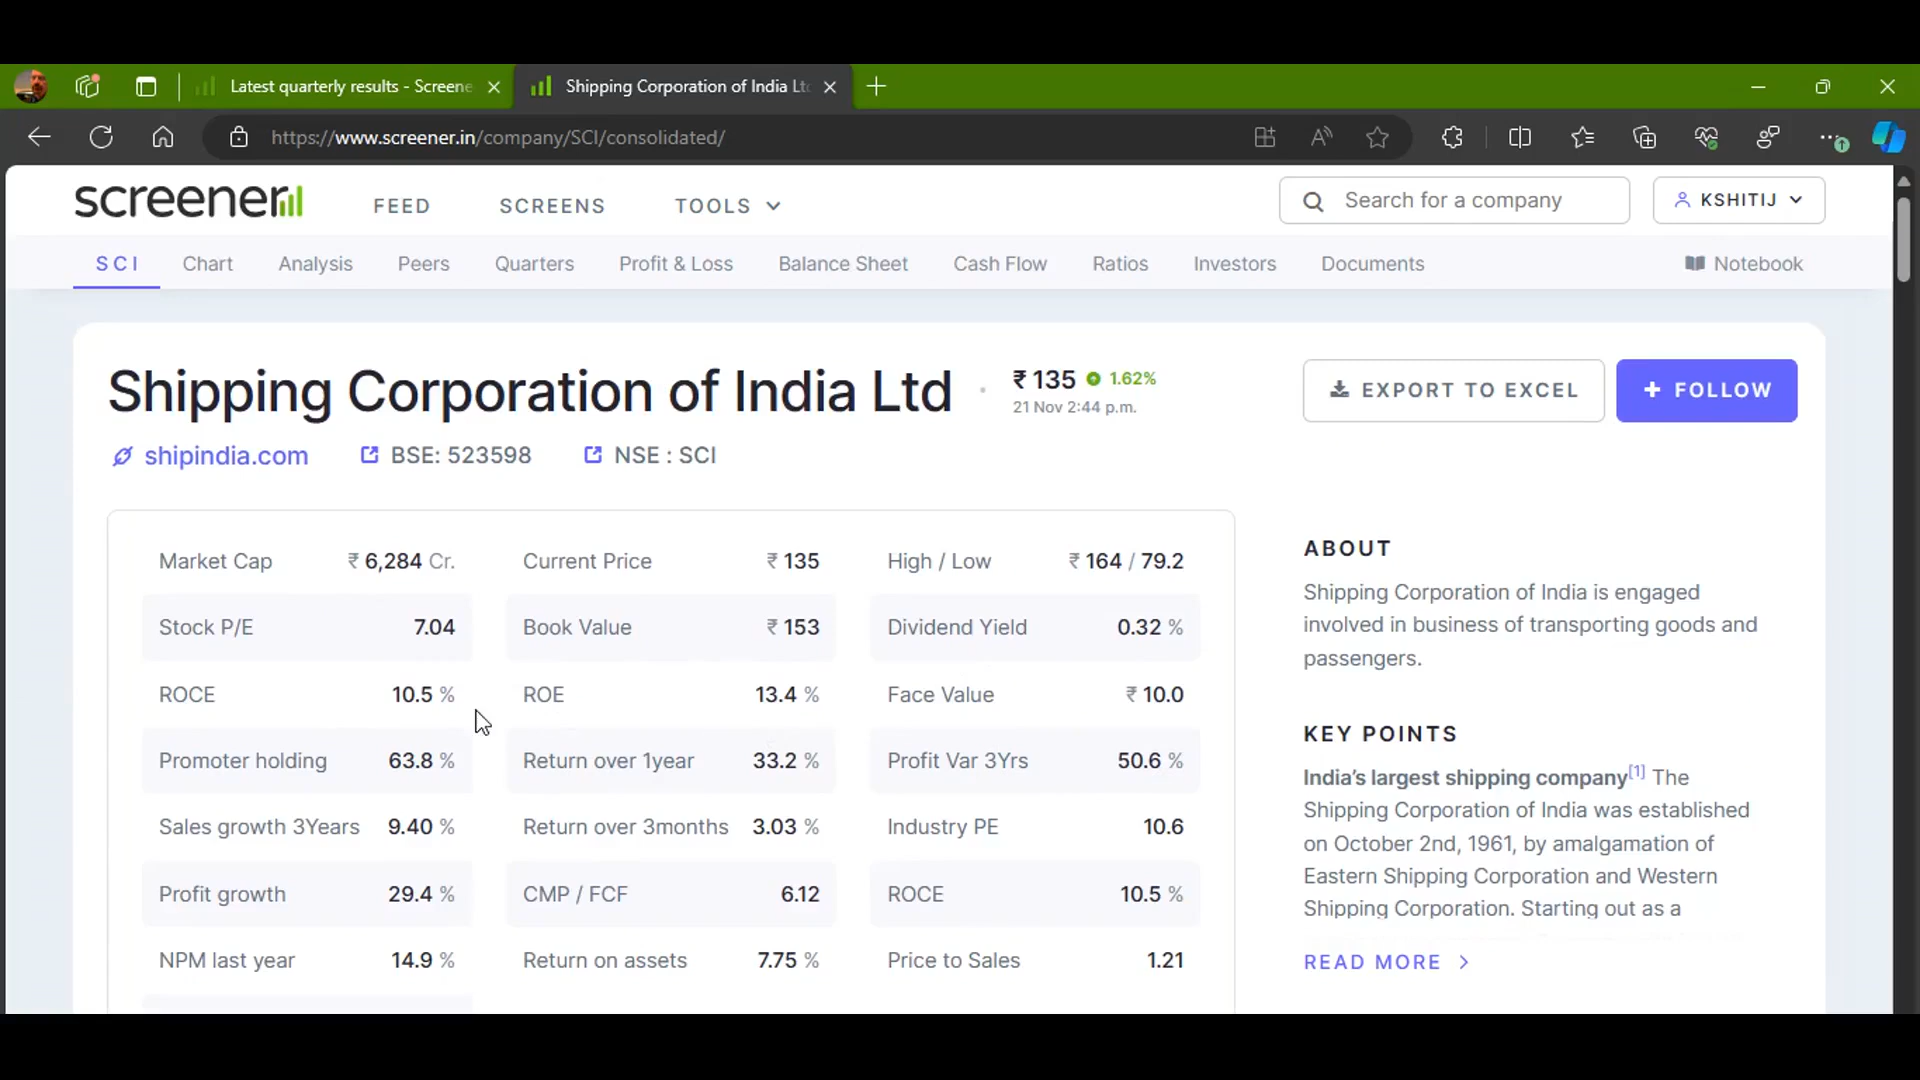 Latest quarterly results - Screene
Shipping Corporation of India Ltd
https://www.screener.in/company/SCI/consolidated/
screener
FEED
SCREENS
TOOLS
Search for a company
KSHITIJ
SCI
Chart
Analysis
Peers
Quarters
Profit & Loss
Balance Sheet
Cash Flow
Ratios
Investors
Documents
Notebook
Shipping Corporation of India Ltd
₹ 135 1.62%
21 Nov 2:44 p.m.
EXPORT TO EXCEL
+ FOLLOW
shipindia.com
BSE: 523598
NSE : SCI
Market Cap ₹ 6,284 Cr.
Current Price ₹ 135
High / Low ₹ 164 / 79.2
Stock P/E 7.04
Book Value ₹ 153
Dividend Yield 0.32 %
ROCE 10.5 %
ROE 13.4 %
Face Value ₹ 10.0
Promoter holding 63.8 %
Return over 1year 33.2 %
Profit Var 3Yrs 50.6 %
Sales growth 3Years 9.40 %
Return over 3months 3.03 %
Industry PE 10.6
Profit growth 29.4 %
CMP / FCF 6.12
ROCE 10.5 %
NPM last year 14.9 %
Return on assets 7.75 %
Price to Sales 1.21
ABOUT
Shipping Corporation of India is engaged
involved in business of transporting goods and
passengers.
KEY POINTS
India's largest shipping company[1] The
Shipping Corporation of India was established
on October 2nd, 1961, by amalgamation of
Eastern Shipping Corporation and Western
Shipping Corporation. Starting out as a
READ MORE